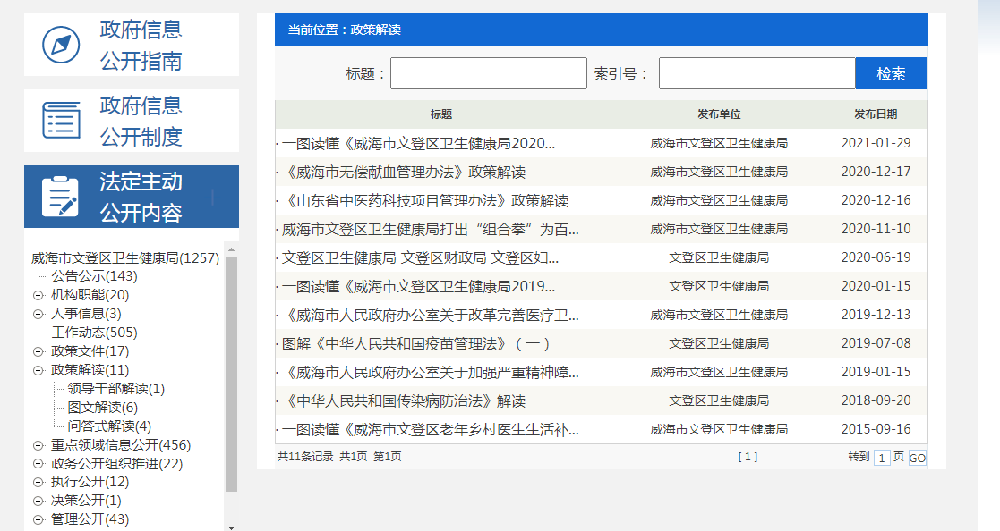 政府信息
公开指南
政府信息
公开制度
法定主动
公开内容
威海市文登区卫生健康局(1257)
公告公示(143)
机构职能(20)
人事信息(3)
工作动态(505)
政策文件(17)
政策解读(11)
领导干部解读(1)
图文解读(6)
问答式解读(4)
重点领域信息公开(456)
政务公开组织推进(22)
执行公开(12)
决策公开(1)
管理公开(43)
当前位置：政策解读
标题： 索引号： 检索
标题 发布单位 发布日期
· 一图读懂《威海市文登区卫生健康局2020... 威海市文登区卫生健康局 2021-01-29
· 《威海市无偿献血管理办法》政策解读 威海市文登区卫生健康局 2020-12-17
· 《山东省中医药科技项目管理办法》政策解读 威海市文登区卫生健康局 2020-12-16
· 威海市文登区卫生健康局打出“组合拳”为百... 威海市文登区卫生健康局 2020-11-10
· 文登区卫生健康局 文登区财政局 文登区妇... 文登区卫生健康局 2020-06-19
· 一图读懂《威海市文登区卫生健康局2019... 文登区卫生健康局 2020-01-15
· 《威海市人民政府办公室关于改革完善医疗卫... 威海市文登区卫生健康局 2019-12-13
· 图解《中华人民共和国疫苗管理法》（一） 文登区卫生健康局 2019-07-08
· 《威海市人民政府办公室关于加强严重精神障... 威海市文登区卫生健康局 2019-01-15
· 《中华人民共和国传染病防治法》解读 文登区卫生健康局 2018-09-20
· 一图读懂《威海市文登区老年乡村医生生活补... 威海市文登区卫生健康局 2015-09-16
共11条记录 共1页 第1页 [ 1 ] 转到 1 页 GO